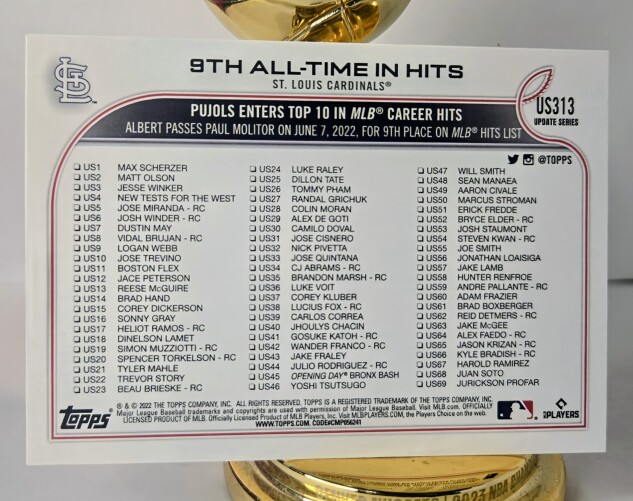 9TH ALL-TIME IN HITS
ST. LOUIS CARDINALS®
STL
US313
UPDATE SERIES
PUJOLS ENTERS TOP 10 IN MLB® CAREER HITS
ALBERT PASSES PAUL MOLITOR ON JUNE 7, 2022, FOR 9TH PLACE ON MLB® HITS LIST
@TOPPS
US1 MAX SCHERZER
US2 MATT OLSON
US3 JESSE WINKER
US4 NEW TESTS FOR THE WEST
US5 JOSE MIRANDA - RC
US6 JOSH WINDER - RC
US7 DUSTIN MAY
US8 VIDAL BRUJAN - RC
US9 LOGAN WEBB
US10 JOSE TREVINO
US11 BOSTON FLEX
US12 JACE PETERSON
US13 REESE McGUIRE
US14 BRAD HAND
US15 COREY DICKERSON
US16 SONNY GRAY
US17 HELIOT RAMOS - RC
US18 DINELSON LAMET
US19 SIMON MUZZIOTTI - RC
US20 SPENCER TORKELSON - RC
US21 TYLER MAHLE
US22 TREVOR STORY
US23 BEAU BRIESKE - RC
US24 LUKE RALEY
US25 DILLON TATE
US26 TOMMY PHAM
US27 RANDAL GRICHUK
US28 COLIN MORAN
US29 ALEX DE GOTI
US30 CAMILO DOVAL
US31 JOSE CISNERO
US32 NICK PIVETTA
US33 JOSE QUINTANA
US34 CJ ABRAMS - RC
US35 BRANDON MARSH - RC
US36 LUKE VOIT
US37 COREY KLUBER
US38 LUCIUS FOX - RC
US39 CARLOS CORREA
US40 JHOULYS CHACIN
US41 GOSUKE KATOH - RC
US42 WANDER FRANCO - RC
US43 JAKE FRALEY
US44 JULIO RODRIGUEZ - RC
US45 OPENING DAY® BRONX BASH
US46 YOSHI TSUTSUGO
US47 WILL SMITH
US48 SEAN MANAEA
US49 AARON CIVALE
US50 MARCUS STROMAN
US51 ERICK FEDDE
US52 BRYCE ELDER - RC
US53 JOSH STAUMONT
US54 STEVEN KWAN - RC
US55 JOE SMITH
US56 JONATHAN LOAISIGA
US57 JAKE LAMB
US58 HUNTER RENFROE
US59 ANDRE PALLANTE - RC
US60 ADAM FRAZIER
US61 BRAD BOXBERGER
US62 REID DETMERS - RC
US63 JAKE McGEE
US64 ALEX FAEDO - RC
US65 JASON KRIZAN - RC
US66 KYLE BRADISH - RC
US67 HAROLD RAMIREZ
US68 JUAN SOTO
US69 JURICKSON PROFAR
TOPPS®
® & © 2022 THE TOPPS COMPANY, INC. ALL RIGHTS RESERVED. TOPPS IS A REGISTERED TRADEMARK OF THE TOPPS COMPANY, INC.
Major League Baseball trademarks and copyrights are used with permission of Major League Baseball. Visit MLB.com. OFFICIALLY
LICENSED PRODUCT OF MLB. Officially Licensed Product of MLB Players, Inc. Visit MLBPLAYERS.COM, the Players Choice on the web.
WWW.TOPPS.COM. CODE#CMP056241
PLAYERS
2023 NBA